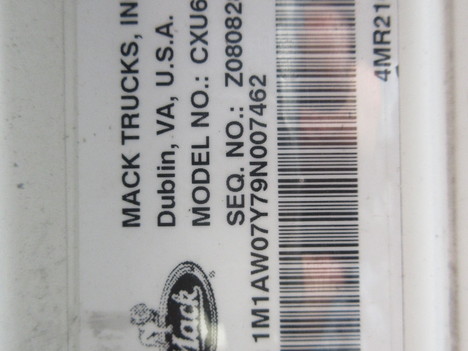 MACK TRUCKS, IN
Dublin, VA, U.S.A.
MODEL NO.: CXU6
SEQ. NO.: Z08082
1M1AW07Y79N007462
4MR21
Mack
®